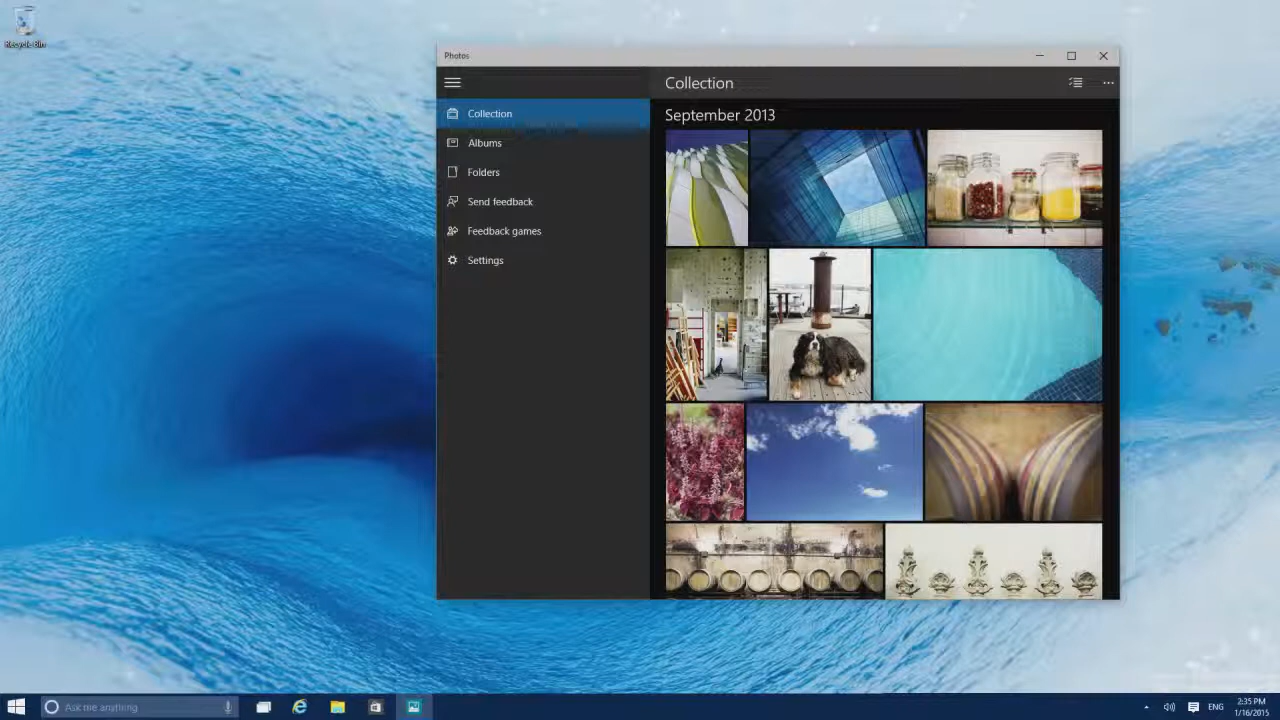 Recycle Bin
Photos
Collection
September 2013
Collection
Albums
Folders
Send feedback
Feedback games
Settings
Ask me anything
ENG
2:35 PM
1/16/2015